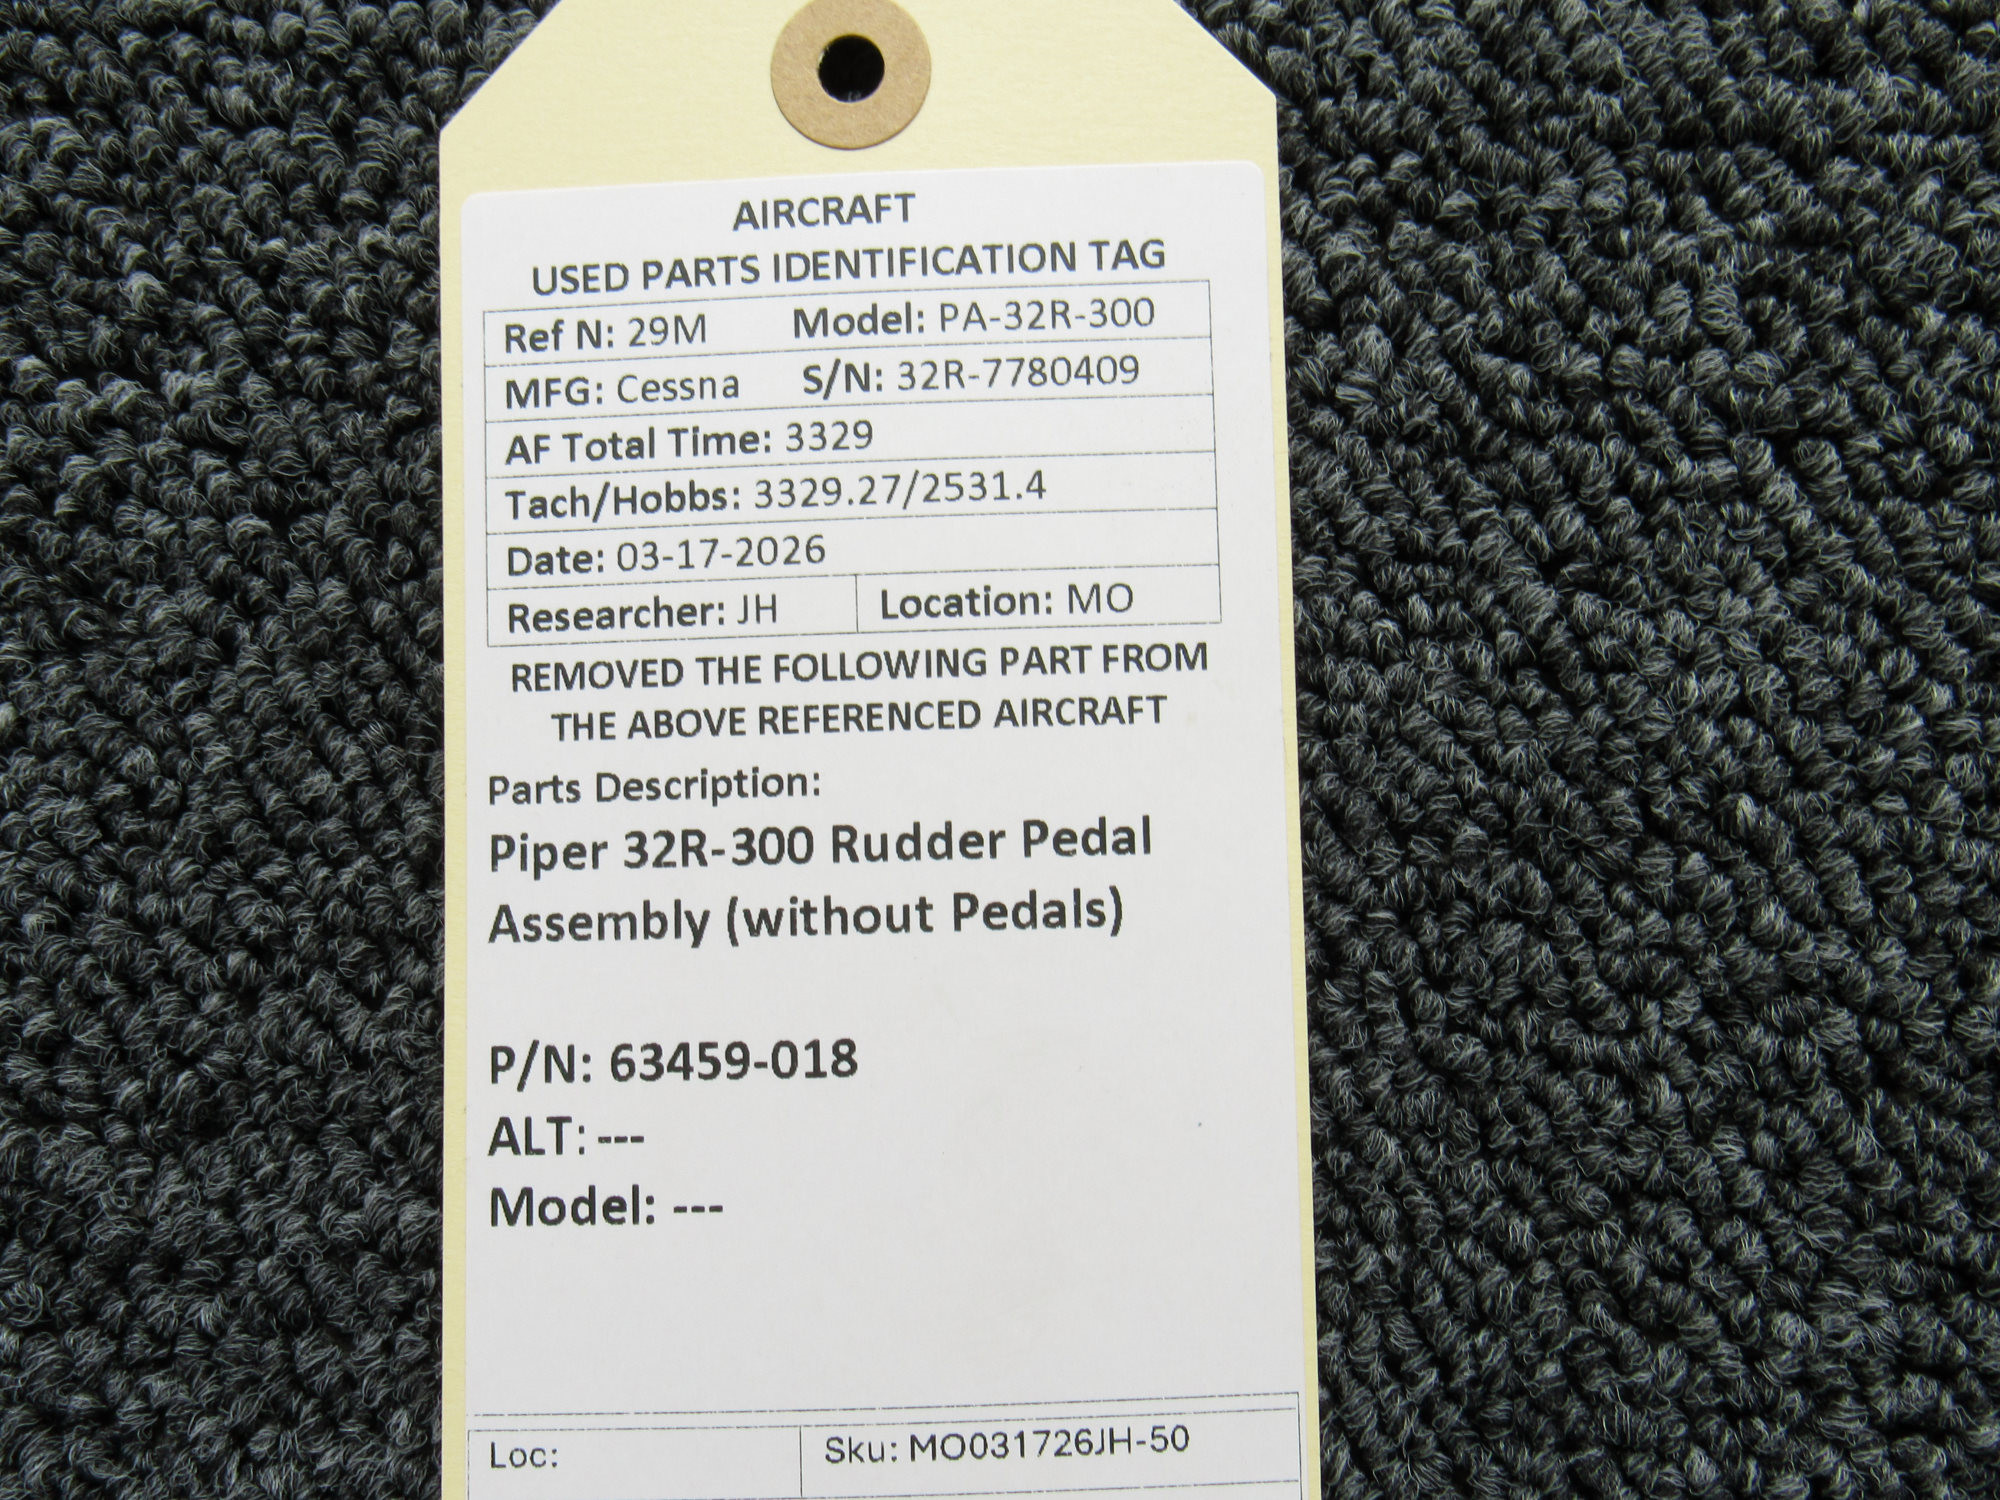 AIRCRAFT
USED PARTS IDENTIFICATION TAG
Ref N: 29M Model: PA-32R-300
MFG: Cessna S/N: 32R-7780409
AF Total Time: 3329
Tach/Hobbs: 3329.27/2531.4
Date: 03-17-2026
Researcher: JH Location: MO
REMOVED THE FOLLOWING PART FROM
THE ABOVE REFERENCED AIRCRAFT
Parts Description:
Piper 32R-300 Rudder Pedal
Assembly (without Pedals)
P/N: 63459-018
ALT: ---
Model: ---
Loc: Sku: MO031726JH-50